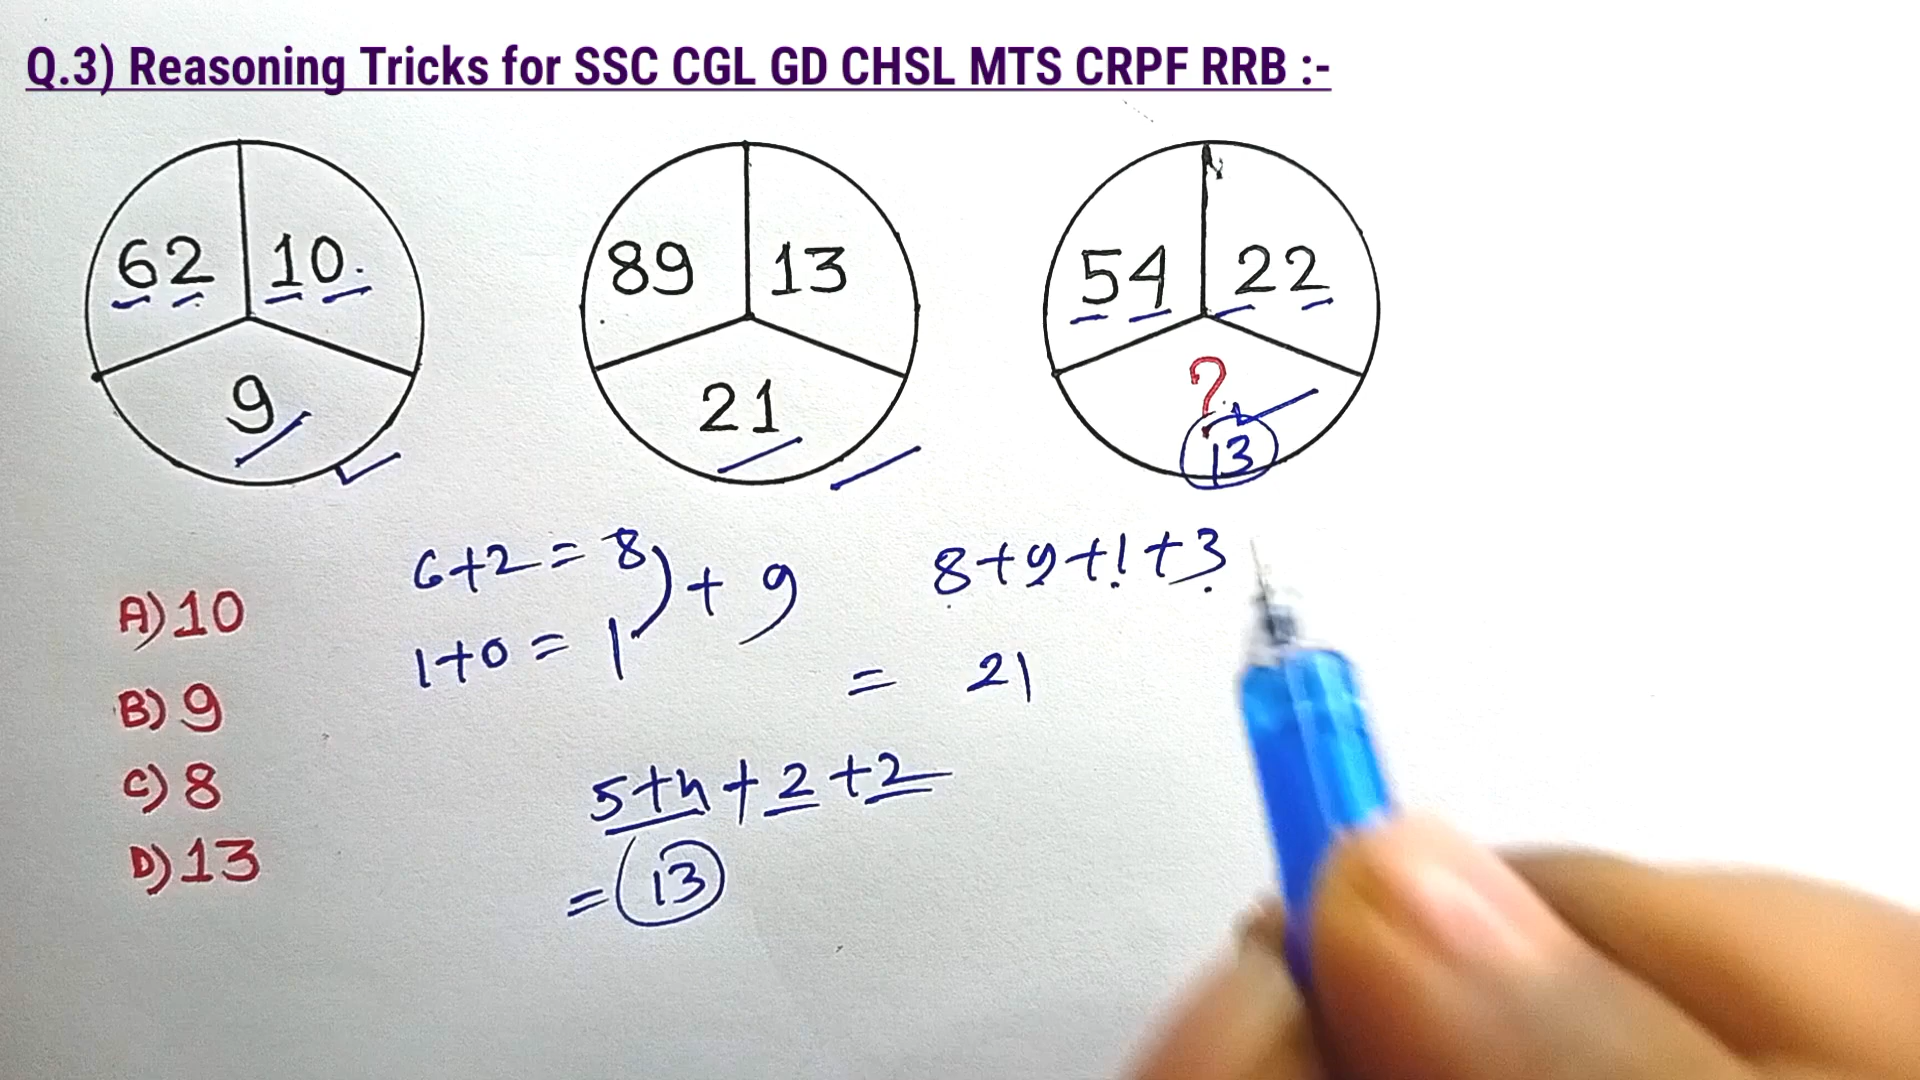 Q.3) Reasoning Tricks for SSC CGL GD CHSL MTS CRPF RRB :-
62 10
9
89 13
21
54 22
?
13
6+2 = 8
1+0 = 1
+ 9
8+9+1+3
= 21
A) 10
B) 9
C) 8
D) 13
5+4+2+2
= 13